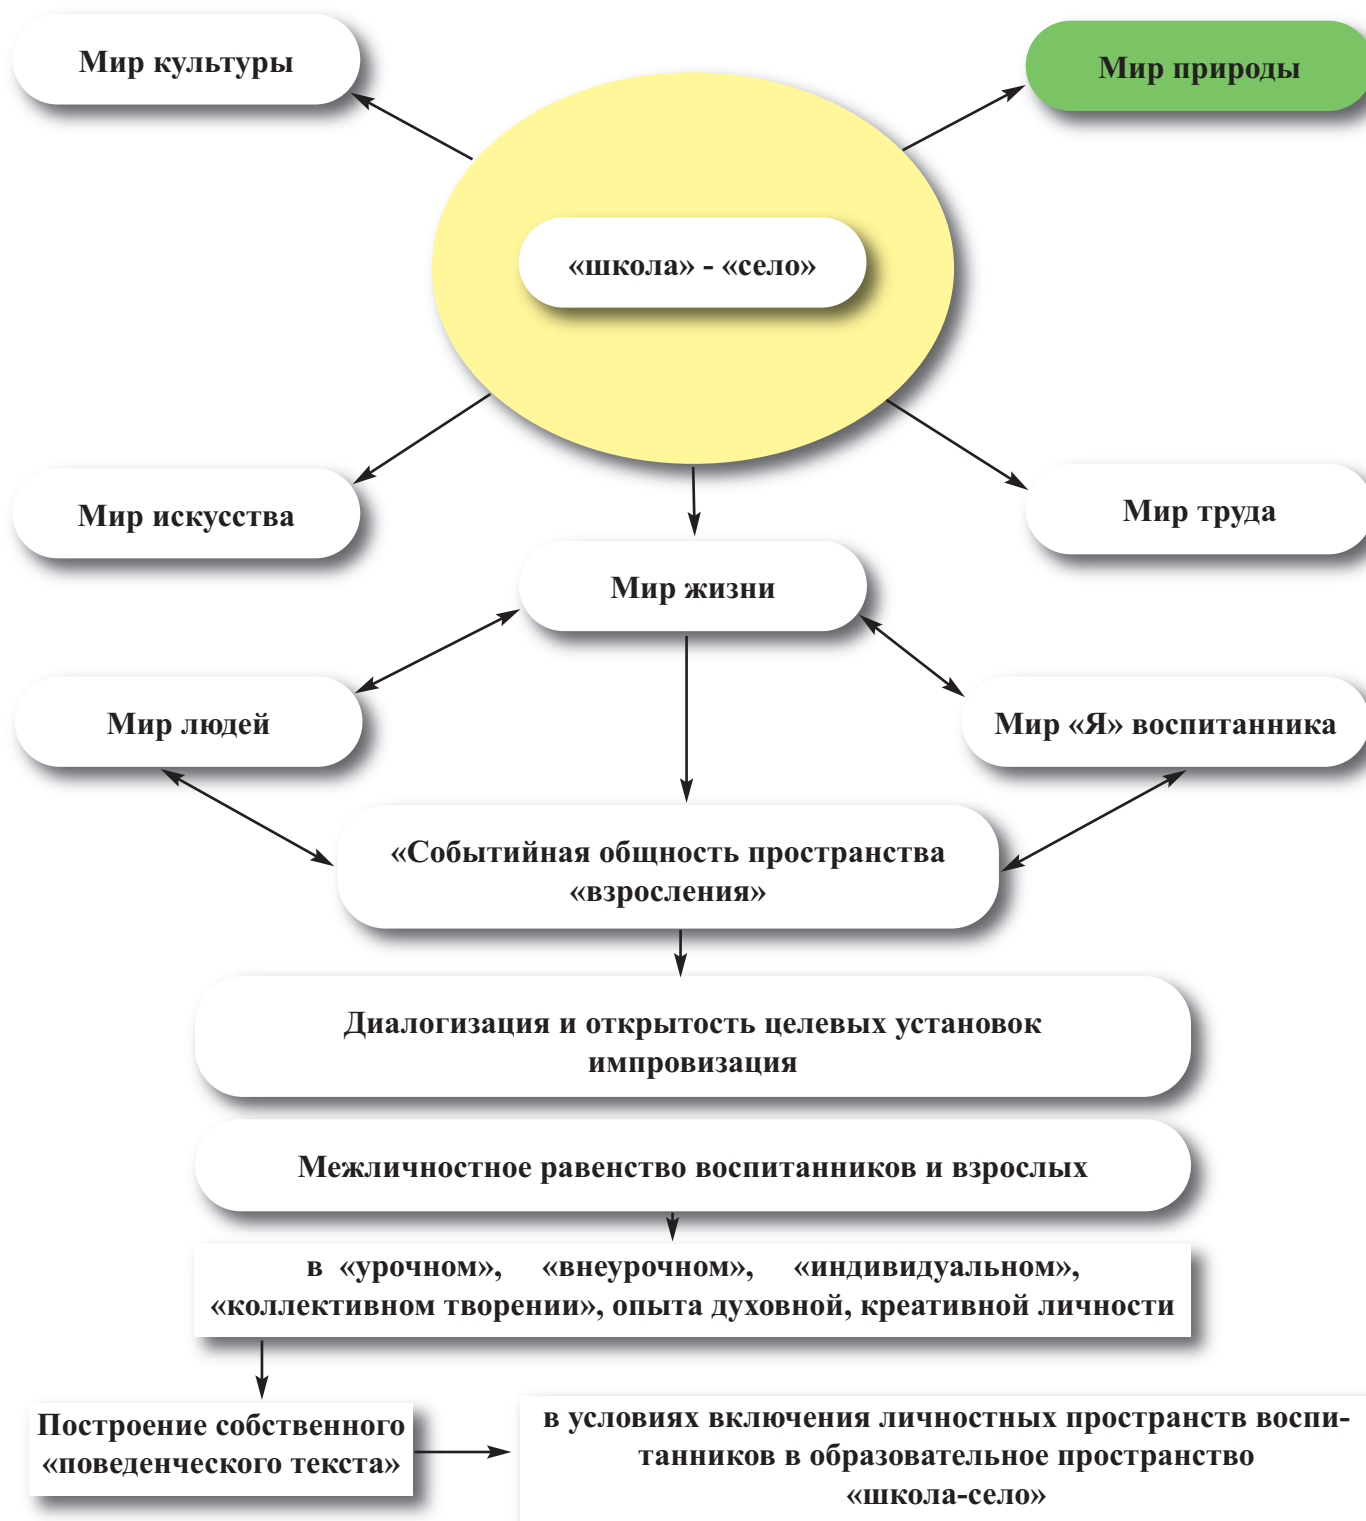 Мир культуры
Мир природы
«школа» - «село»
Мир искусства
Мир труда
Мир жизни
Мир людей
Мир «Я» воспитанника
«Событийная общность пространства
«взросления»
Диалогизация и открытость целевых установок
импровизация
Межличностное равенство воспитанников и взрослых
в «урочном», «внеурочном», «индивидуальном»,
«коллективном творении», опыта духовной, креативной личности
Построение собственного
«поведенческого текста»
в условиях включения личностных пространств воспи-
танников в образовательное пространство
«школа-село»